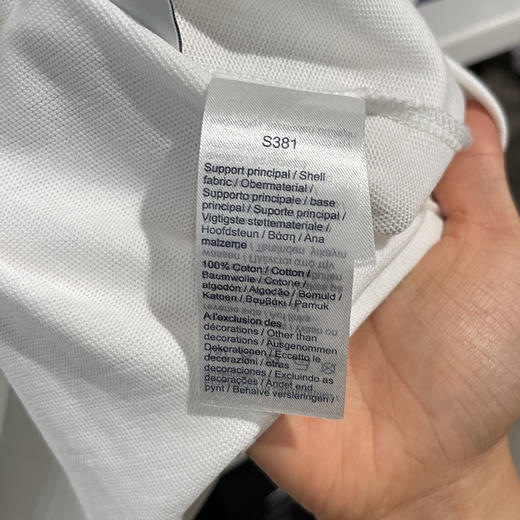 S381
Support principal / Shell
fabric / Obermaterial /
Supporto principale / base
principal / Suporte principal /
Vigtigste støttemateriale /
Hoofdsteun / Βάση / Ana
malzeme
100% Coton / Cotton /
Baumwolle / Cotone /
algodón / Algodão / Bomuld /
Katoen / Βαμβάκι / Pamuk
A l'exclusion des
décorations / Other than
décorations / Ausgenommen
Dekorationen / Eccetto le
decorazioni / otras
decoraciones / Excluindo as
decorações / Andet end
pynt / Behalve versieringen /